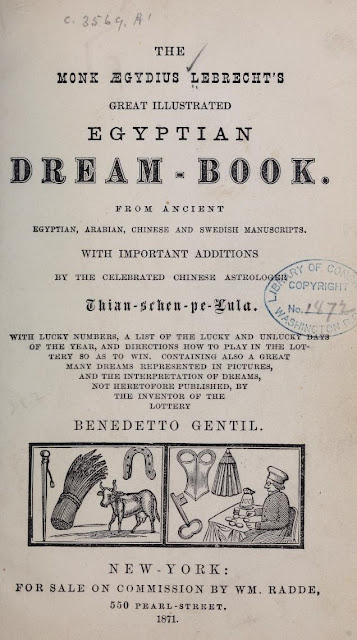 c. 3569. A'
THE
MONK ÆGYDIUS LEBRECHT'S
GREAT ILLUSTRATED
EGYPTIAN
DREAM-BOOK.
FROM ANCIENT
EGYPTIAN, ARABIAN, CHINESE AND SWEDISH MANUSCRIPTS.
WITH IMPORTANT ADDITIONS
BY THE CELEBRATED CHINESE ASTROLOGER
Thian-schen-pe-Lula.
LIBRARY OF
COPYRIGHT
No. 1872
WASHINGTON
WITH LUCKY NUMBERS, A LIST OF THE LUCKY AND UNLUCKY DAYS
OF THE YEAR, AND DIRECTIONS HOW TO PLAY IN THE LOT-
TERY SO AS TO WIN. CONTAINING ALSO A GREAT
MANY DREAMS REPRESENTED IN PICTURES,
AND THE INTERPRETATION OF DREAMS,
NOT HERETOFORE PUBLISHED, BY
THE INVENTOR OF THE
LOTTERY
BENEDETTO GENTIL.
NEW-YORK:
FOR SALE ON COMMISSION BY WM. RADDE,
550 PEARL-STREET.
1871.